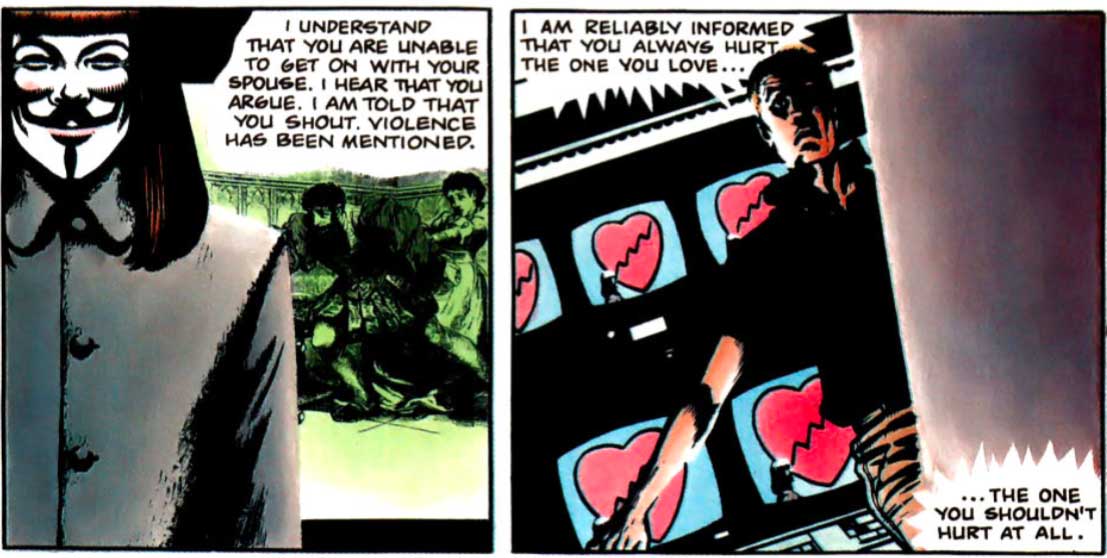 I UNDERSTAND
THAT YOU ARE UNABLE
TO GET ON WITH YOUR
SPOUSE. I HEAR THAT YOU
ARGUE. I AM TOLD THAT
YOU SHOUT. VIOLENCE
HAS BEEN MENTIONED.
I AM RELIABLY INFORMED
THAT YOU ALWAYS HURT
THE ONE YOU LOVE...
...THE ONE
YOU SHOULDN'T
HURT AT ALL.